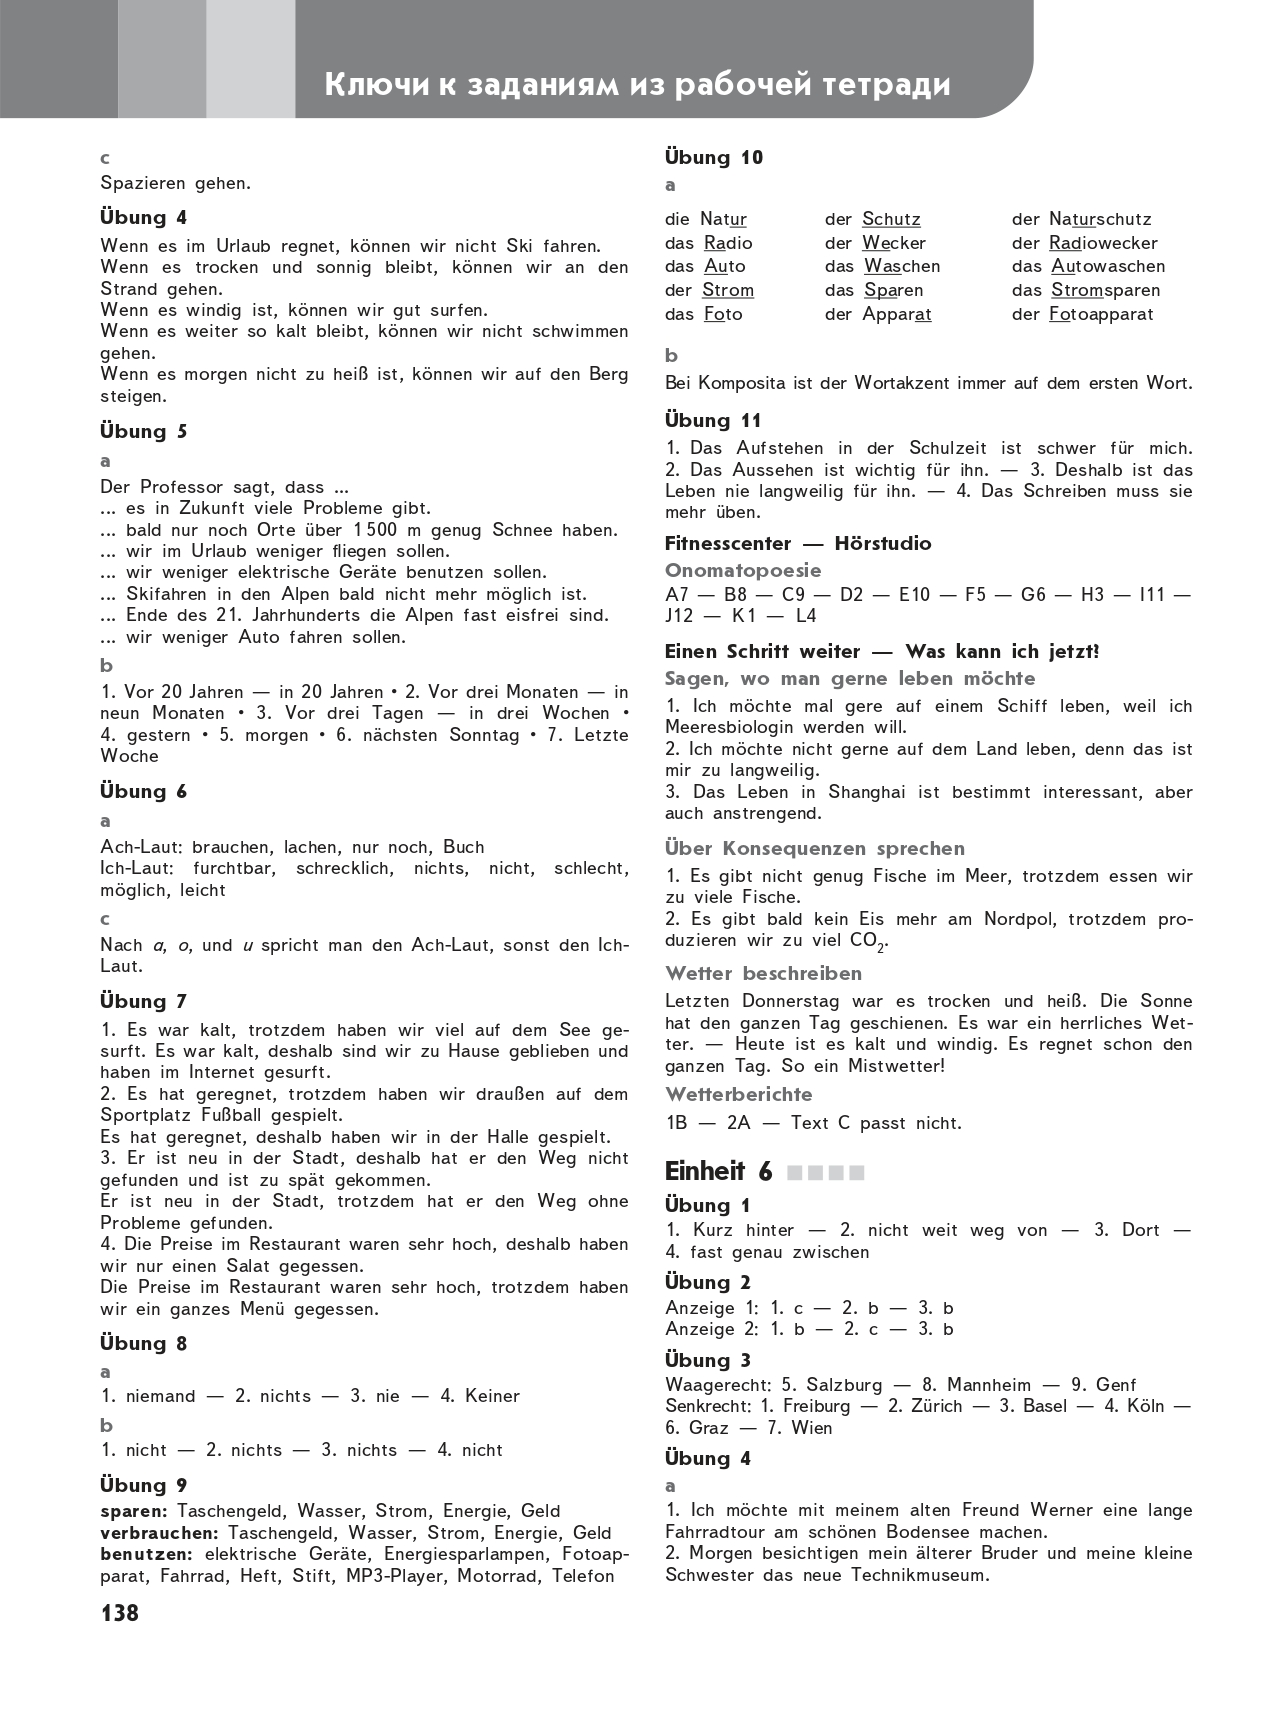 Ключи к заданиям из рабочей тетради
c
Spazieren gehen.
Übung 4
Wenn es im Urlaub regnet, können wir nicht Ski fahren.
Wenn es trocken und sonnig bleibt, können wir an den
Strand gehen.
Wenn es windig ist, können wir gut surfen.
Wenn es weiter so kalt bleibt, können wir nicht schwimmen
gehen.
Wenn es morgen nicht zu heiß ist, können wir auf den Berg
steigen.
Übung 5
a
Der Professor sagt, dass ...
... es in Zukunft viele Probleme gibt.
... bald nur noch Orte über 1500 m genug Schnee haben.
... wir im Urlaub weniger fliegen sollen.
... wir weniger elektrische Geräte benutzen sollen.
... Skifahren in den Alpen bald nicht mehr möglich ist.
... Ende des 21. Jahrhunderts die Alpen fast eisfrei sind.
... wir weniger Auto fahren sollen.
b
1. Vor 20 Jahren — in 20 Jahren • 2. Vor drei Monaten — in
neun Monaten • 3. Vor drei Tagen — in drei Wochen •
4. gestern • 5. morgen • 6. nächsten Sonntag • 7. Letzte
Woche
Übung 6
a
Ach-Laut: brauchen, lachen, nur noch, Buch
Ich-Laut: furchtbar, schrecklich, nichts, nicht, schlecht,
möglich, leicht
c
Nach a, o, und u spricht man den Ach-Laut, sonst den Ich-
Laut.
Übung 7
1. Es war kalt, trotzdem haben wir viel auf dem See ge-
surft. Es war kalt, deshalb sind wir zu Hause geblieben und
haben im Internet gesurft.
2. Es hat geregnet, trotzdem haben wir draußen auf dem
Sportplatz Fußball gespielt.
Es hat geregnet, deshalb haben wir in der Halle gespielt.
3. Er ist neu in der Stadt, deshalb hat er den Weg nicht
gefunden und ist zu spät gekommen.
Er ist neu in der Stadt, trotzdem hat er den Weg ohne
Probleme gefunden.
4. Die Preise im Restaurant waren sehr hoch, deshalb haben
wir nur einen Salat gegessen.
Die Preise im Restaurant waren sehr hoch, trotzdem haben
wir ein ganzes Menü gegessen.
Übung 8
a
1. niemand — 2. nichts — 3. nie — 4. Keiner
b
1. nicht — 2. nichts — 3. nichts — 4. nicht
Übung 9
sparen: Taschengeld, Wasser, Strom, Energie, Geld
verbrauchen: Taschengeld, Wasser, Strom, Energie, Geld
benutzen: elektrische Geräte, Energiesparlampen, Fotoap-
parat, Fahrrad, Heft, Stift, MP3-Player, Motorrad, Telefon
138
Übung 10
a
die Natur der Schutz der Naturschutz
das Radio der Wecker der Radiowecker
das Auto das Waschen das Autowaschen
der Strom das Sparen das Stromsparen
das Foto der Apparat der Fotoapparat
b
Bei Komposita ist der Wortakzent immer auf dem ersten Wort.
Übung 11
1. Das Aufstehen in der Schulzeit ist schwer für mich.
2. Das Aussehen ist wichtig für ihn. — 3. Deshalb ist das
Leben nie langweilig für ihn. — 4. Das Schreiben muss sie
mehr üben.
Fitnesscenter — Hörstudio
Onomatopoesie
A7 — B8 — C9 — D2 — E10 — F5 — G6 — H3 — I11 —
J12 — K1 — L4
Einen Schritt weiter — Was kann ich jetzt?
Sagen, wo man gerne leben möchte
1. Ich möchte mal gere auf einem Schiff leben, weil ich
Meeresbiologin werden will.
2. Ich möchte nicht gerne auf dem Land leben, denn das ist
mir zu langweilig.
3. Das Leben in Shanghai ist bestimmt interessant, aber
auch anstrengend.
Über Konsequenzen sprechen
1. Es gibt nicht genug Fische im Meer, trotzdem essen wir
zu viele Fische.
2. Es gibt bald kein Eis mehr am Nordpol, trotzdem pro-
duzieren wir zu viel CO₂.
Wetter beschreiben
Letzten Donnerstag war es trocken und heiß. Die Sonne
hat den ganzen Tag geschienen. Es war ein herrliches Wet-
ter. — Heute ist es kalt und windig. Es regnet schon den
ganzen Tag. So ein Mistwetter!
Wetterberichte
1B — 2A — Text C passt nicht.
Einheit 6
Übung 1
1. Kurz hinter — 2. nicht weit weg von — 3. Dort —
4. fast genau zwischen
Übung 2
Anzeige 1: 1. c — 2. b — 3. b
Anzeige 2: 1. b — 2. c — 3. b
Übung 3
Waagerecht: 5. Salzburg — 8. Mannheim — 9. Genf
Senkrecht: 1. Freiburg — 2. Zürich — 3. Basel — 4. Köln —
6. Graz — 7. Wien
Übung 4
a
1. Ich möchte mit meinem alten Freund Werner eine lange
Fahrradtour am schönen Bodensee machen.
2. Morgen besichtigen mein älterer Bruder und meine kleine
Schwester das neue Technikmuseum.